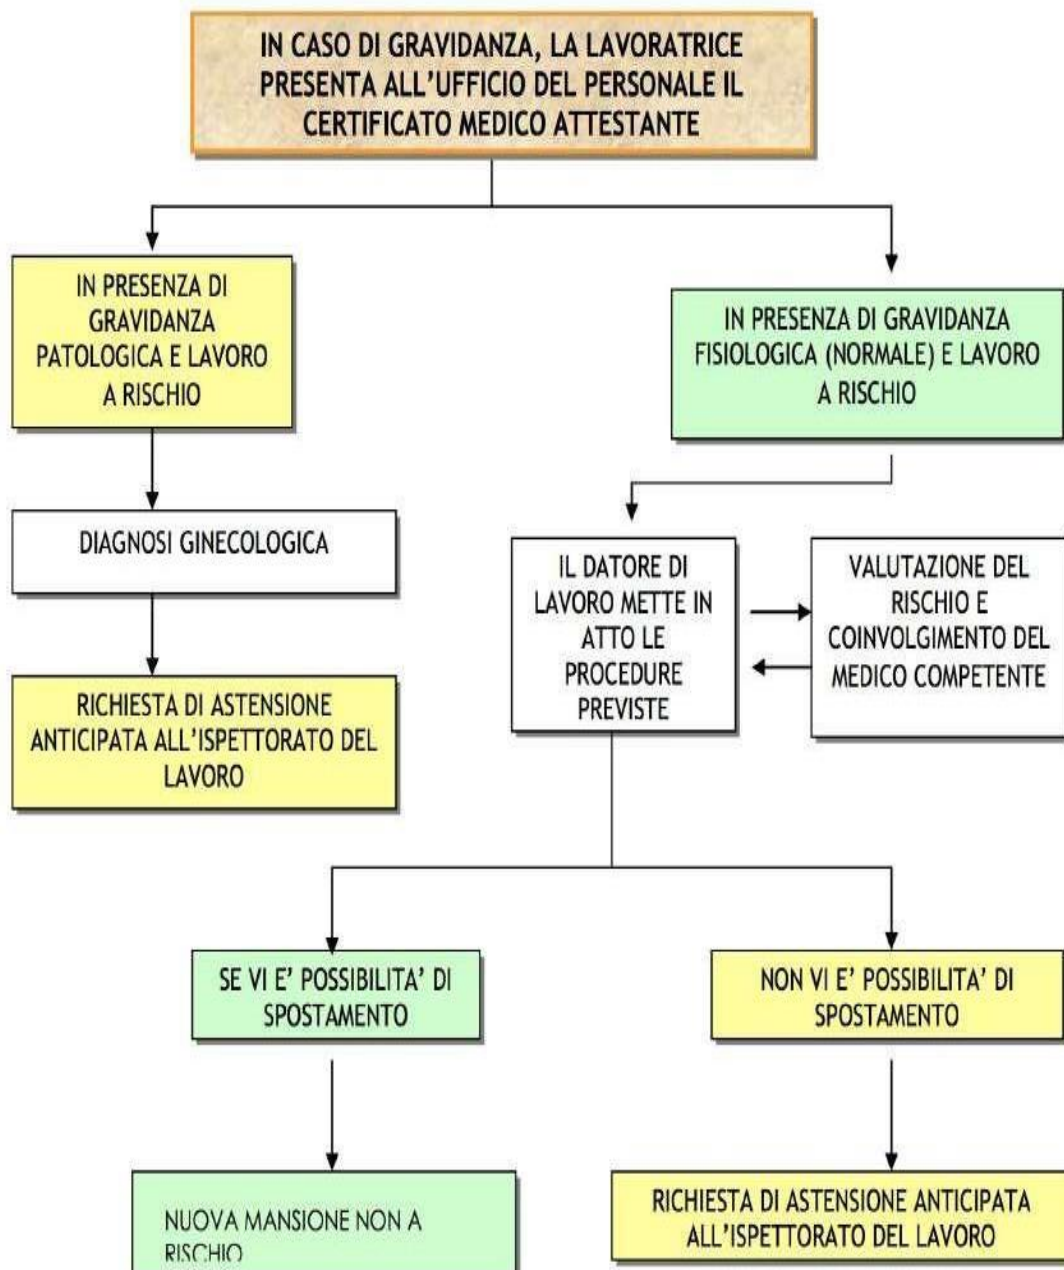 IN CASO DI GRAVIDANZA, LA LAVORATRICE
PRESENTA ALL'UFFICIO DEL PERSONALE IL
CERTIFICATO MEDICO ATTESTANTE
IN PRESENZA DI
GRAVIDANZA
PATOLOGICA E LAVORO
A RISCHIO
IN PRESENZA DI GRAVIDANZA
FISIOLOGICA (NORMALE) E LAVORO
A RISCHIO
DIAGNOSI GINECOLOGICA
IL DATORE DI
LAVORO METTE IN
ATTO LE
PROCEDURE
PREVISTE
VALUTAZIONE DEL
RISCHIO E
COINVOLGIMENTO DEL
MEDICO COMPETENTE
RICHIESTA DI ASTENSIONE
ANTICIPATA ALL'ISPETTORATO DEL
LAVORO
SE VI E' POSSIBILITA' DI
SPOSTAMENTO
NON VI E' POSSIBILITA' DI
SPOSTAMENTO
NUOVA MANSIONE NON A
RISCHIO
RICHIESTA DI ASTENSIONE ANTICIPATA
ALL'ISPETTORATO DEL LAVORO